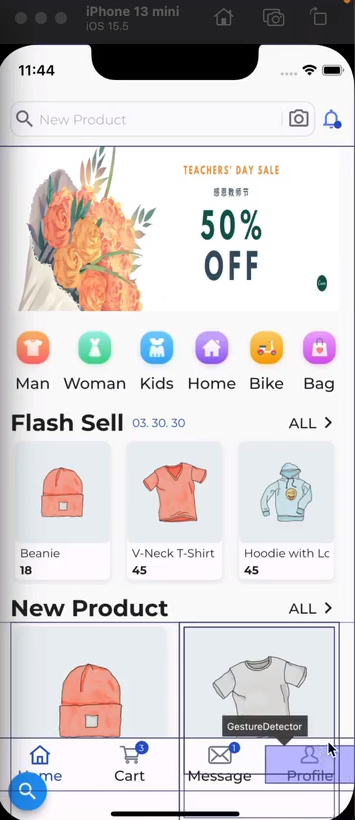 iPhone 13 mini
iOS 15.5
11:44
New Product
TEACHERS' DAY SALE
感恩教师节
50%
OFF
Man Woman Kids Home Bike Bag
Flash Sell 03. 30. 30 ALL
Beanie V-Neck T-Shirt Hoodie with Lo
18 45 45
New Product ALL
GestureDetector
3 1
Home Cart Message Profile